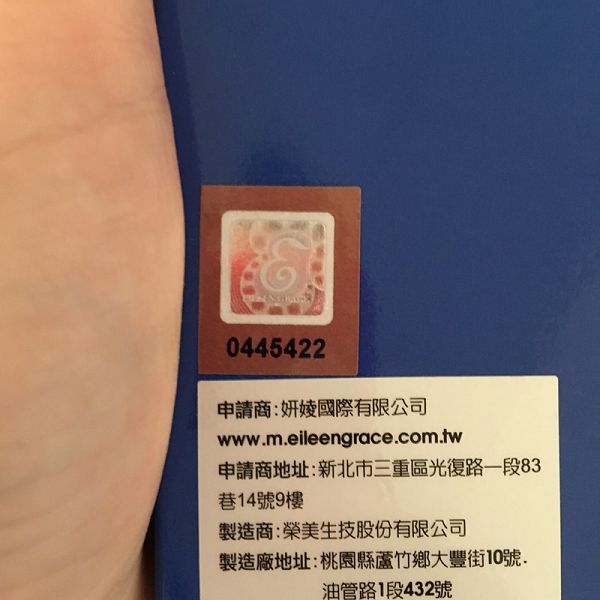 EILEEN GRACE
0445422
申請商:妍婈國際有限公司
www.m.eileengrace.com.tw
申請商地址:新北市三重區光復路一段83
巷14號9樓
製造商:榮美生技股份有限公司
製造廠地址:桃園縣蘆竹鄉大豐街10號.
油管路1段432號